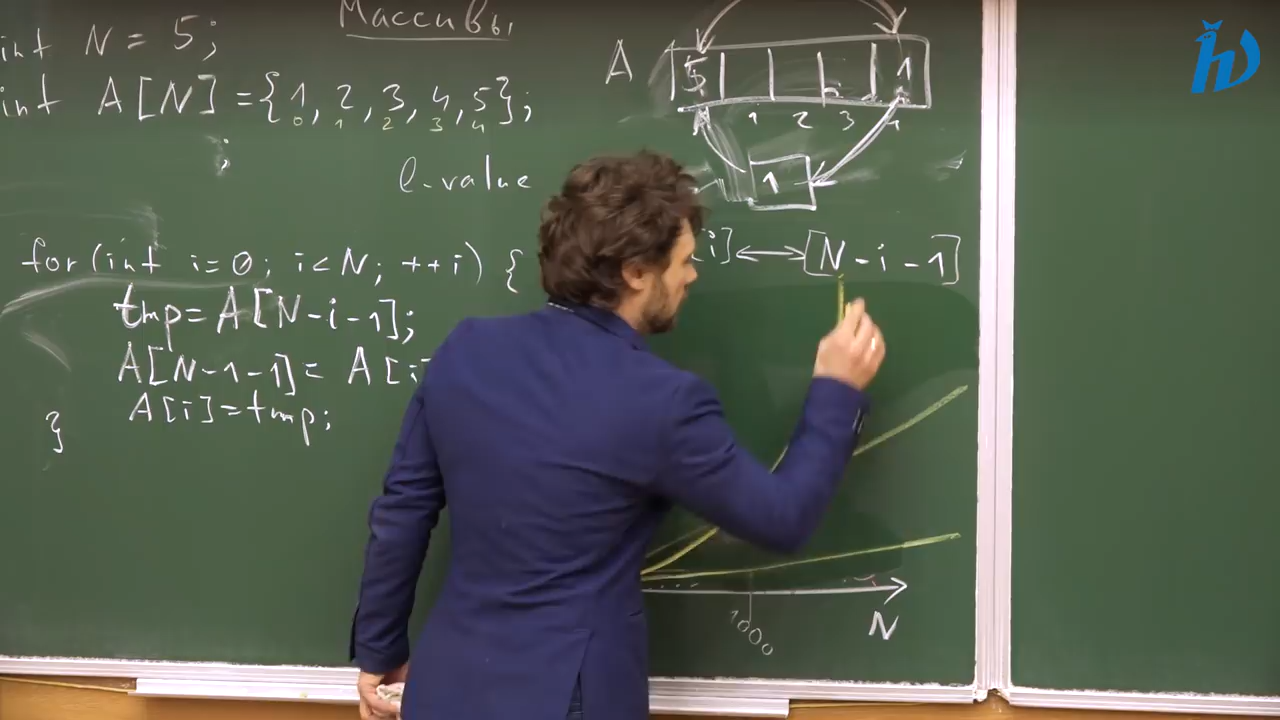 Массивы
int N = 5;
int A[N] = {1, 2, 3, 4, 5};
0 1 2 3 4
;
l-value
A
5 1
1 2 3 4
1
i] ↔ [N-i-1]
for (int i=0; i<N; ++i) {
tmp = A[N-i-1];
A[N-1-1] = A[i
A[i] = tmp;
}
1000
N